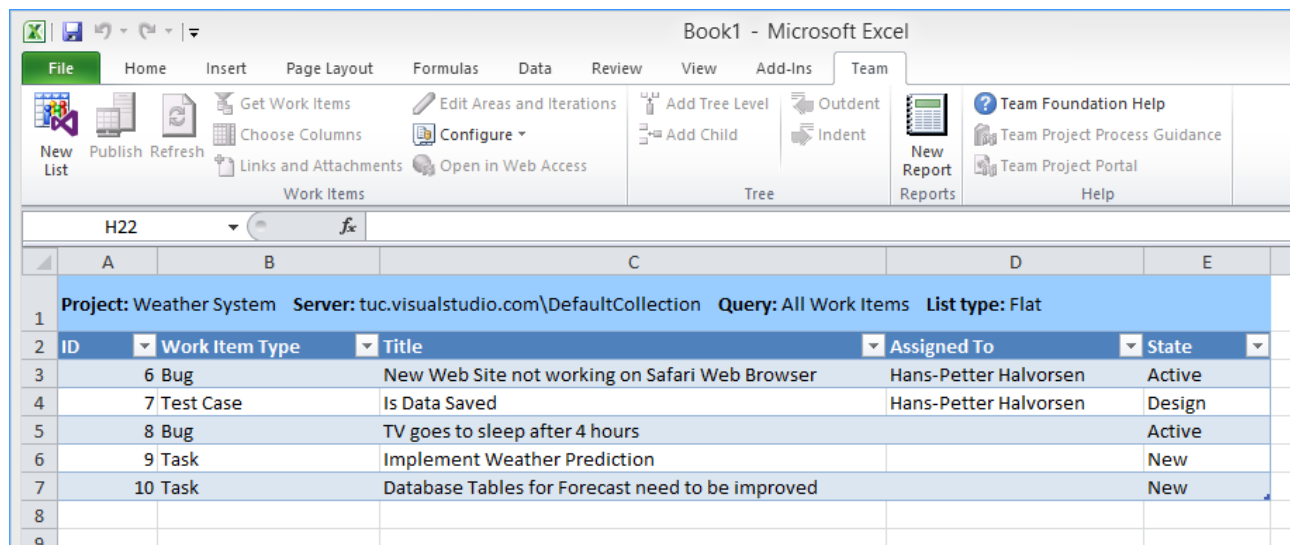 Book1 - Microsoft Excel
File Home Insert Page Layout Formulas Data Review View Add-Ins Team
New List
Publish
Refresh
Get Work Items
Choose Columns
Links and Attachments
Edit Areas and Iterations
Configure
Open in Web Access
Work Items
Add Tree Level
Add Child
Outdent
Indent
Tree
New Report
Reports
Team Foundation Help
Team Project Process Guidance
Team Project Portal
Help
H22 fx
A B C D E
1 Project: Weather System Server: tuc.visualstudio.com\DefaultCollection Query: All Work Items List type: Flat
2 ID Work Item Type Title Assigned To State
3 6 Bug New Web Site not working on Safari Web Browser Hans-Petter Halvorsen Active
4 7 Test Case Is Data Saved Hans-Petter Halvorsen Design
5 8 Bug TV goes to sleep after 4 hours Active
6 9 Task Implement Weather Prediction New
7 10 Task Database Tables for Forecast need to be improved New
8
9